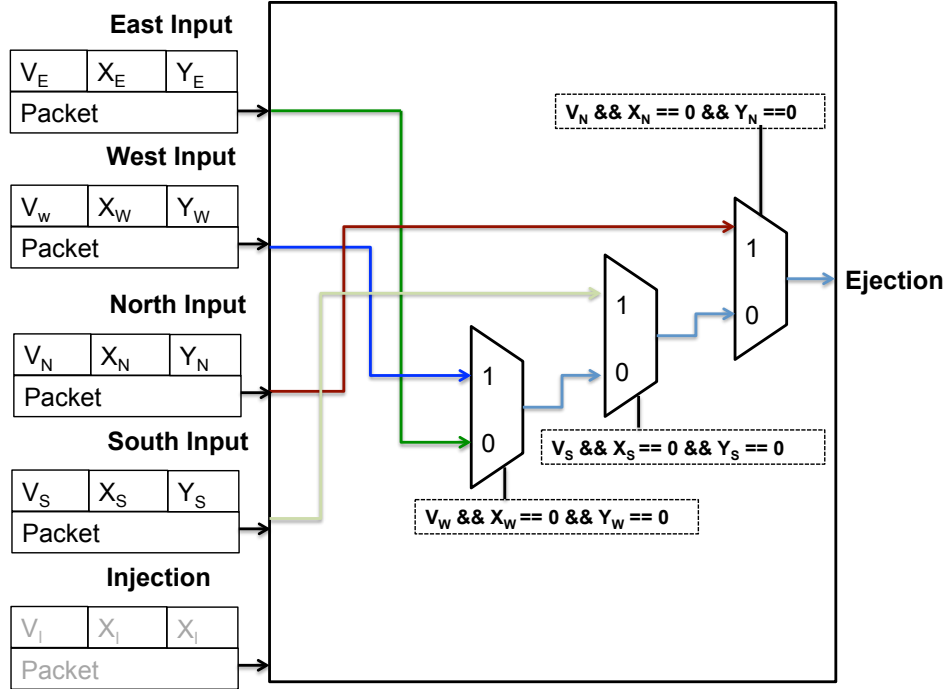 East Input
V_E X_E Y_E
Packet
West Input
V_w X_W Y_W
Packet
North Input
V_N X_N Y_N
Packet
South Input
V_S X_S Y_S
Packet
Injection
V_I X_I X_I
Packet
V_N && X_N == 0 && Y_N ==0
1
0
Ejection
1
0
V_S && X_S == 0 && Y_S == 0
1
0
V_W && X_W == 0 && Y_W == 0